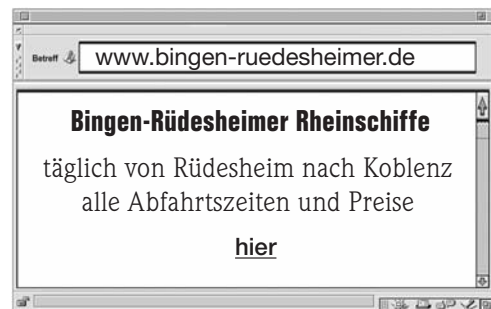 Betreff www.bingen-ruedesheimer.de
Bingen-Rüdesheimer Rheinschiffe
täglich von Rüdesheim nach Koblenz
alle Abfahrtszeiten und Preise
hier